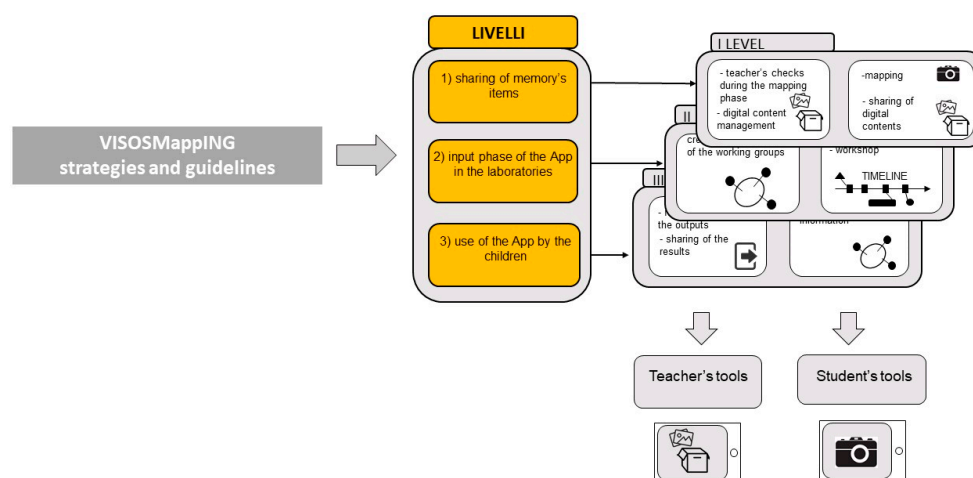 VISOSMappING
strategies and guidelines
LIVELLI
1) sharing of memory's
items
2) input phase of the App
in the laboratories
3) use of the App by the
children
I LEVEL
- teacher's checks
during the mapping
phase
- digital content
management
-mapping
- sharing of
digital
contents
II
of the working groups
- workshop
TIMELINE
III
the outputs
- sharing of the
results
information
Teacher's tools
Student's tools